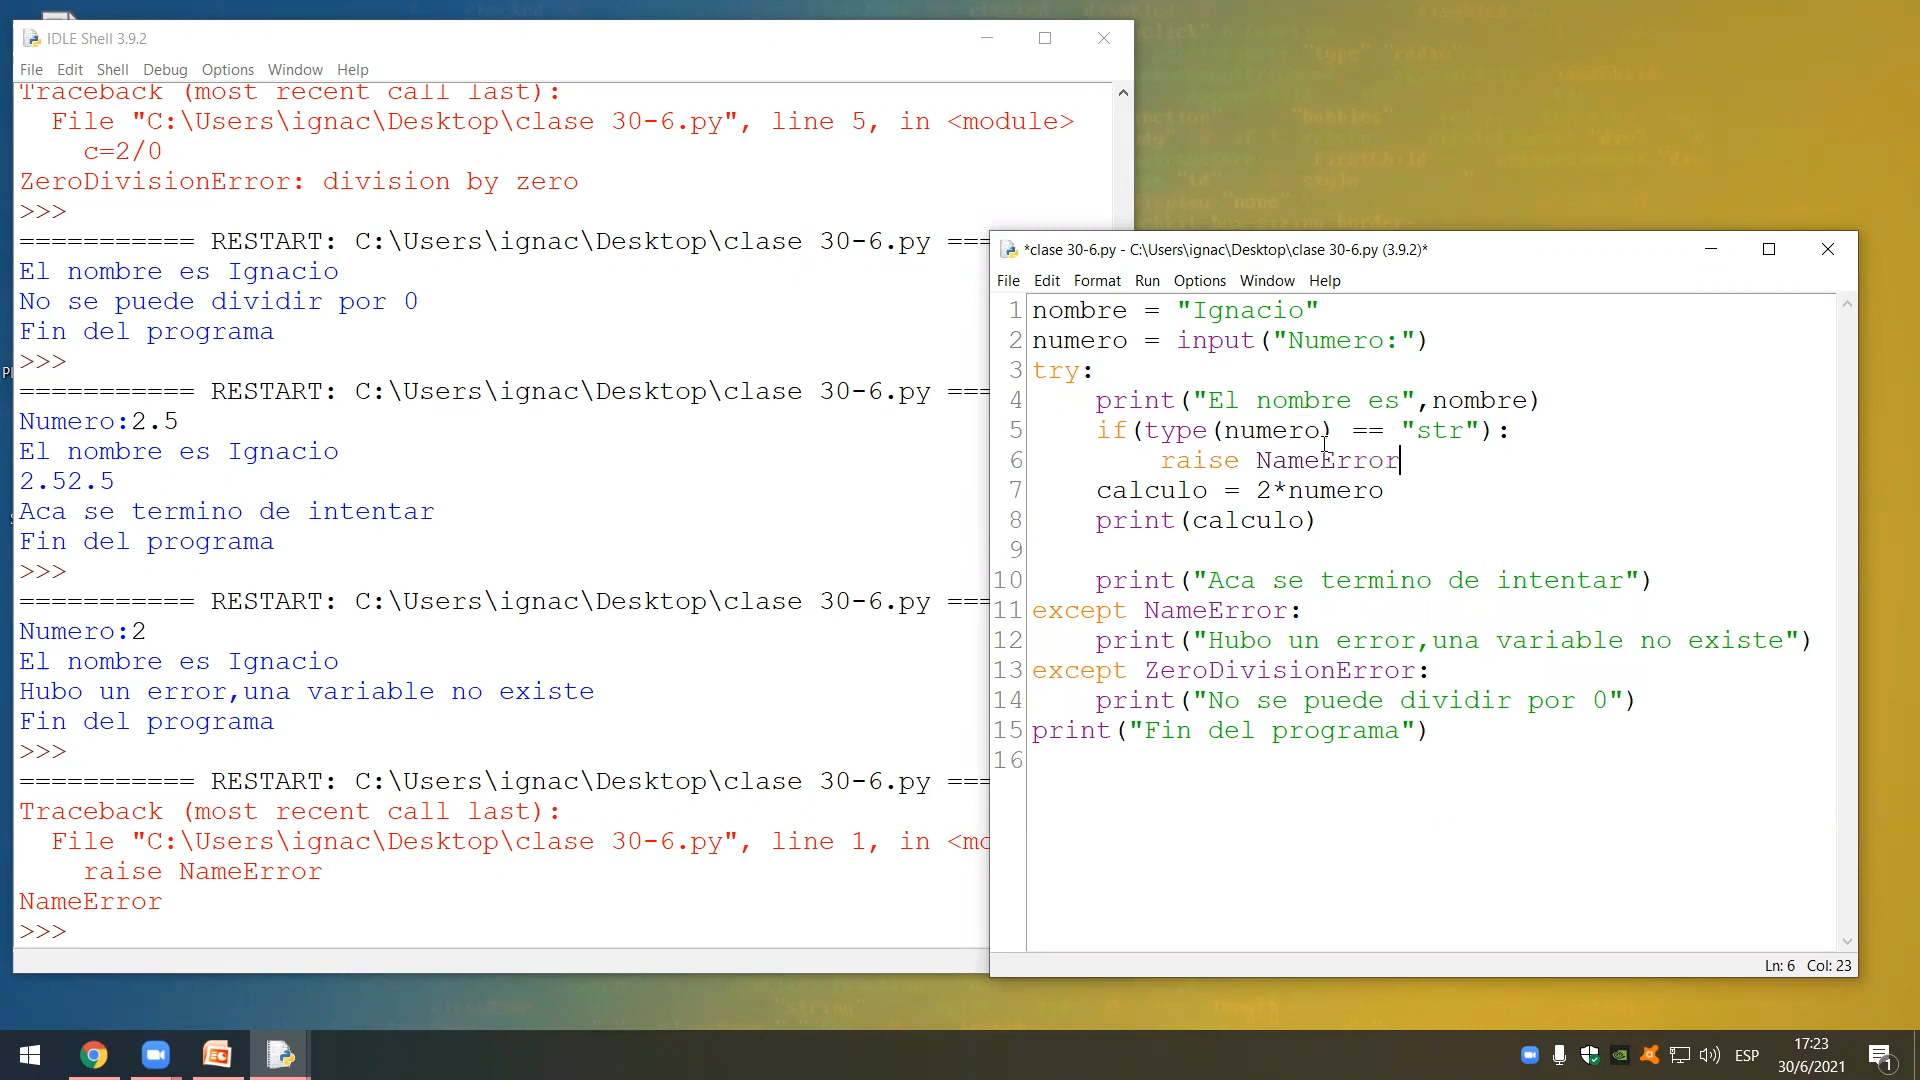 IDLE Shell 3.9.2
File Edit Shell Debug Options Window Help
Traceback (most recent call last):
  File "C:\Users\ignac\Desktop\clase 30-6.py", line 5, in <module>
    c=2/0
ZeroDivisionError: division by zero
>>>
=========== RESTART: C:\Users\ignac\Desktop\clase 30-6.py ===
El nombre es Ignacio
No se puede dividir por 0
Fin del programa
>>>
=========== RESTART: C:\Users\ignac\Desktop\clase 30-6.py ===
Numero:2.5
El nombre es Ignacio
2.52.5
Aca se termino de intentar
Fin del programa
>>>
=========== RESTART: C:\Users\ignac\Desktop\clase 30-6.py ===
Numero:2
El nombre es Ignacio
Hubo un error,una variable no existe
Fin del programa
>>>
=========== RESTART: C:\Users\ignac\Desktop\clase 30-6.py ===
Traceback (most recent call last):
  File "C:\Users\ignac\Desktop\clase 30-6.py", line 1, in <mo
    raise NameError
NameError
>>>
*clase 30-6.py - C:\Users\ignac\Desktop\clase 30-6.py (3.9.2)*
File Edit Format Run Options Window Help
1 nombre = "Ignacio"
2 numero = input("Numero:")
3 try:
4     print("El nombre es",nombre)
5     if(type(numero) == "str"):
6         raise NameError
7     calculo = 2*numero
8     print(calculo)
9
10     print("Aca se termino de intentar")
11 except NameError:
12     print("Hubo un error,una variable no existe")
13 except ZeroDivisionError:
14     print("No se puede dividir por 0")
15 print("Fin del programa")
16
Ln: 6 Col: 23
ESP
17:23
30/6/2021
1